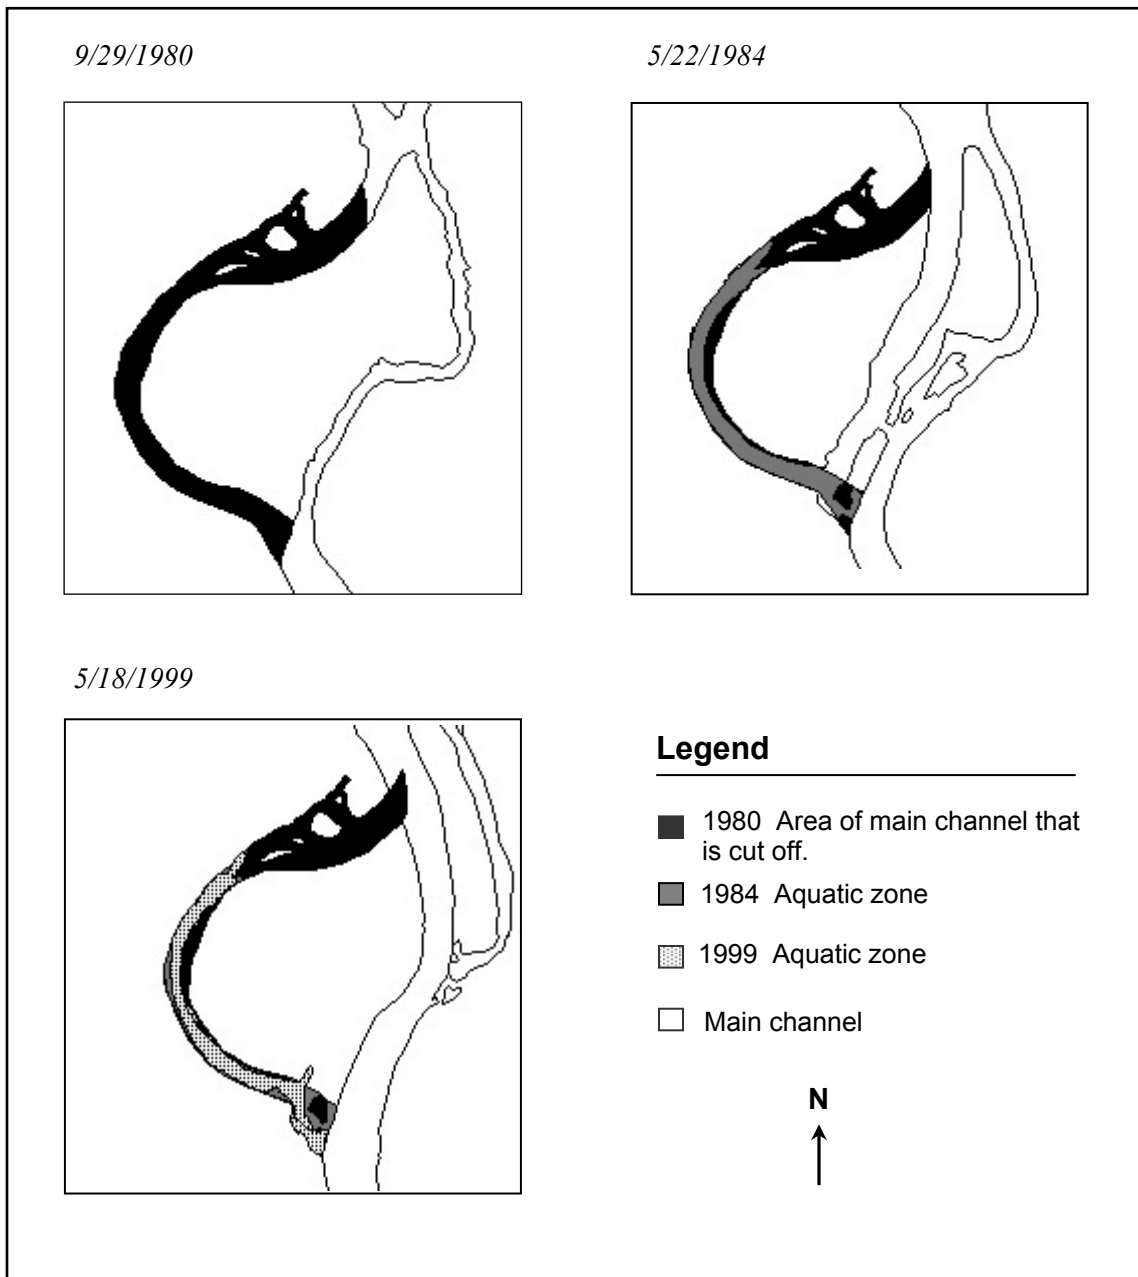 9/29/1980
5/22/1984
5/18/1999
Legend
1980 Area of main channel that
is cut off.
1984 Aquatic zone
1999 Aquatic zone
Main channel
N